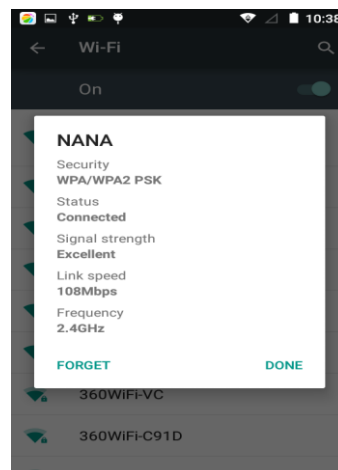 10:38
Wi-Fi
On
NANA
Security
WPA/WPA2 PSK
Status
Connected
Signal strength
Excellent
Link speed
108Mbps
Frequency
2.4GHz
FORGET DONE
360WiFi-VC
360WiFi-C91D